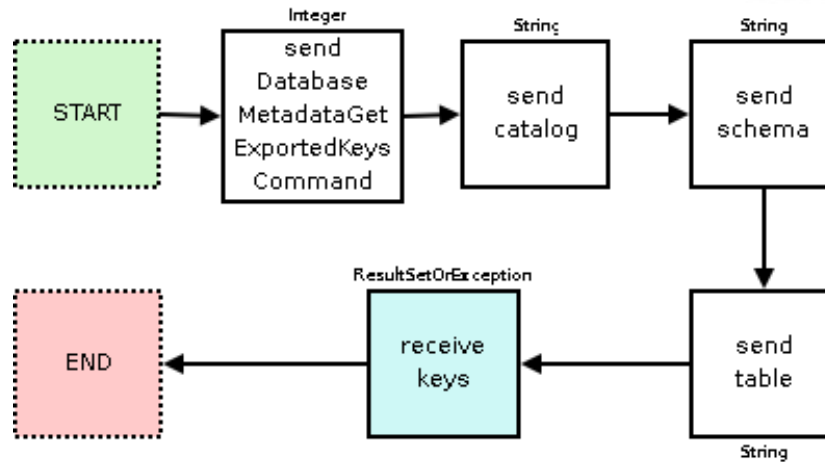 Integer
String
String
START
send
Database
MetadataGet
ExportedKeys
Command
send
catalog
send
schema
ResultSetOrException
END
receive
keys
send
table
String